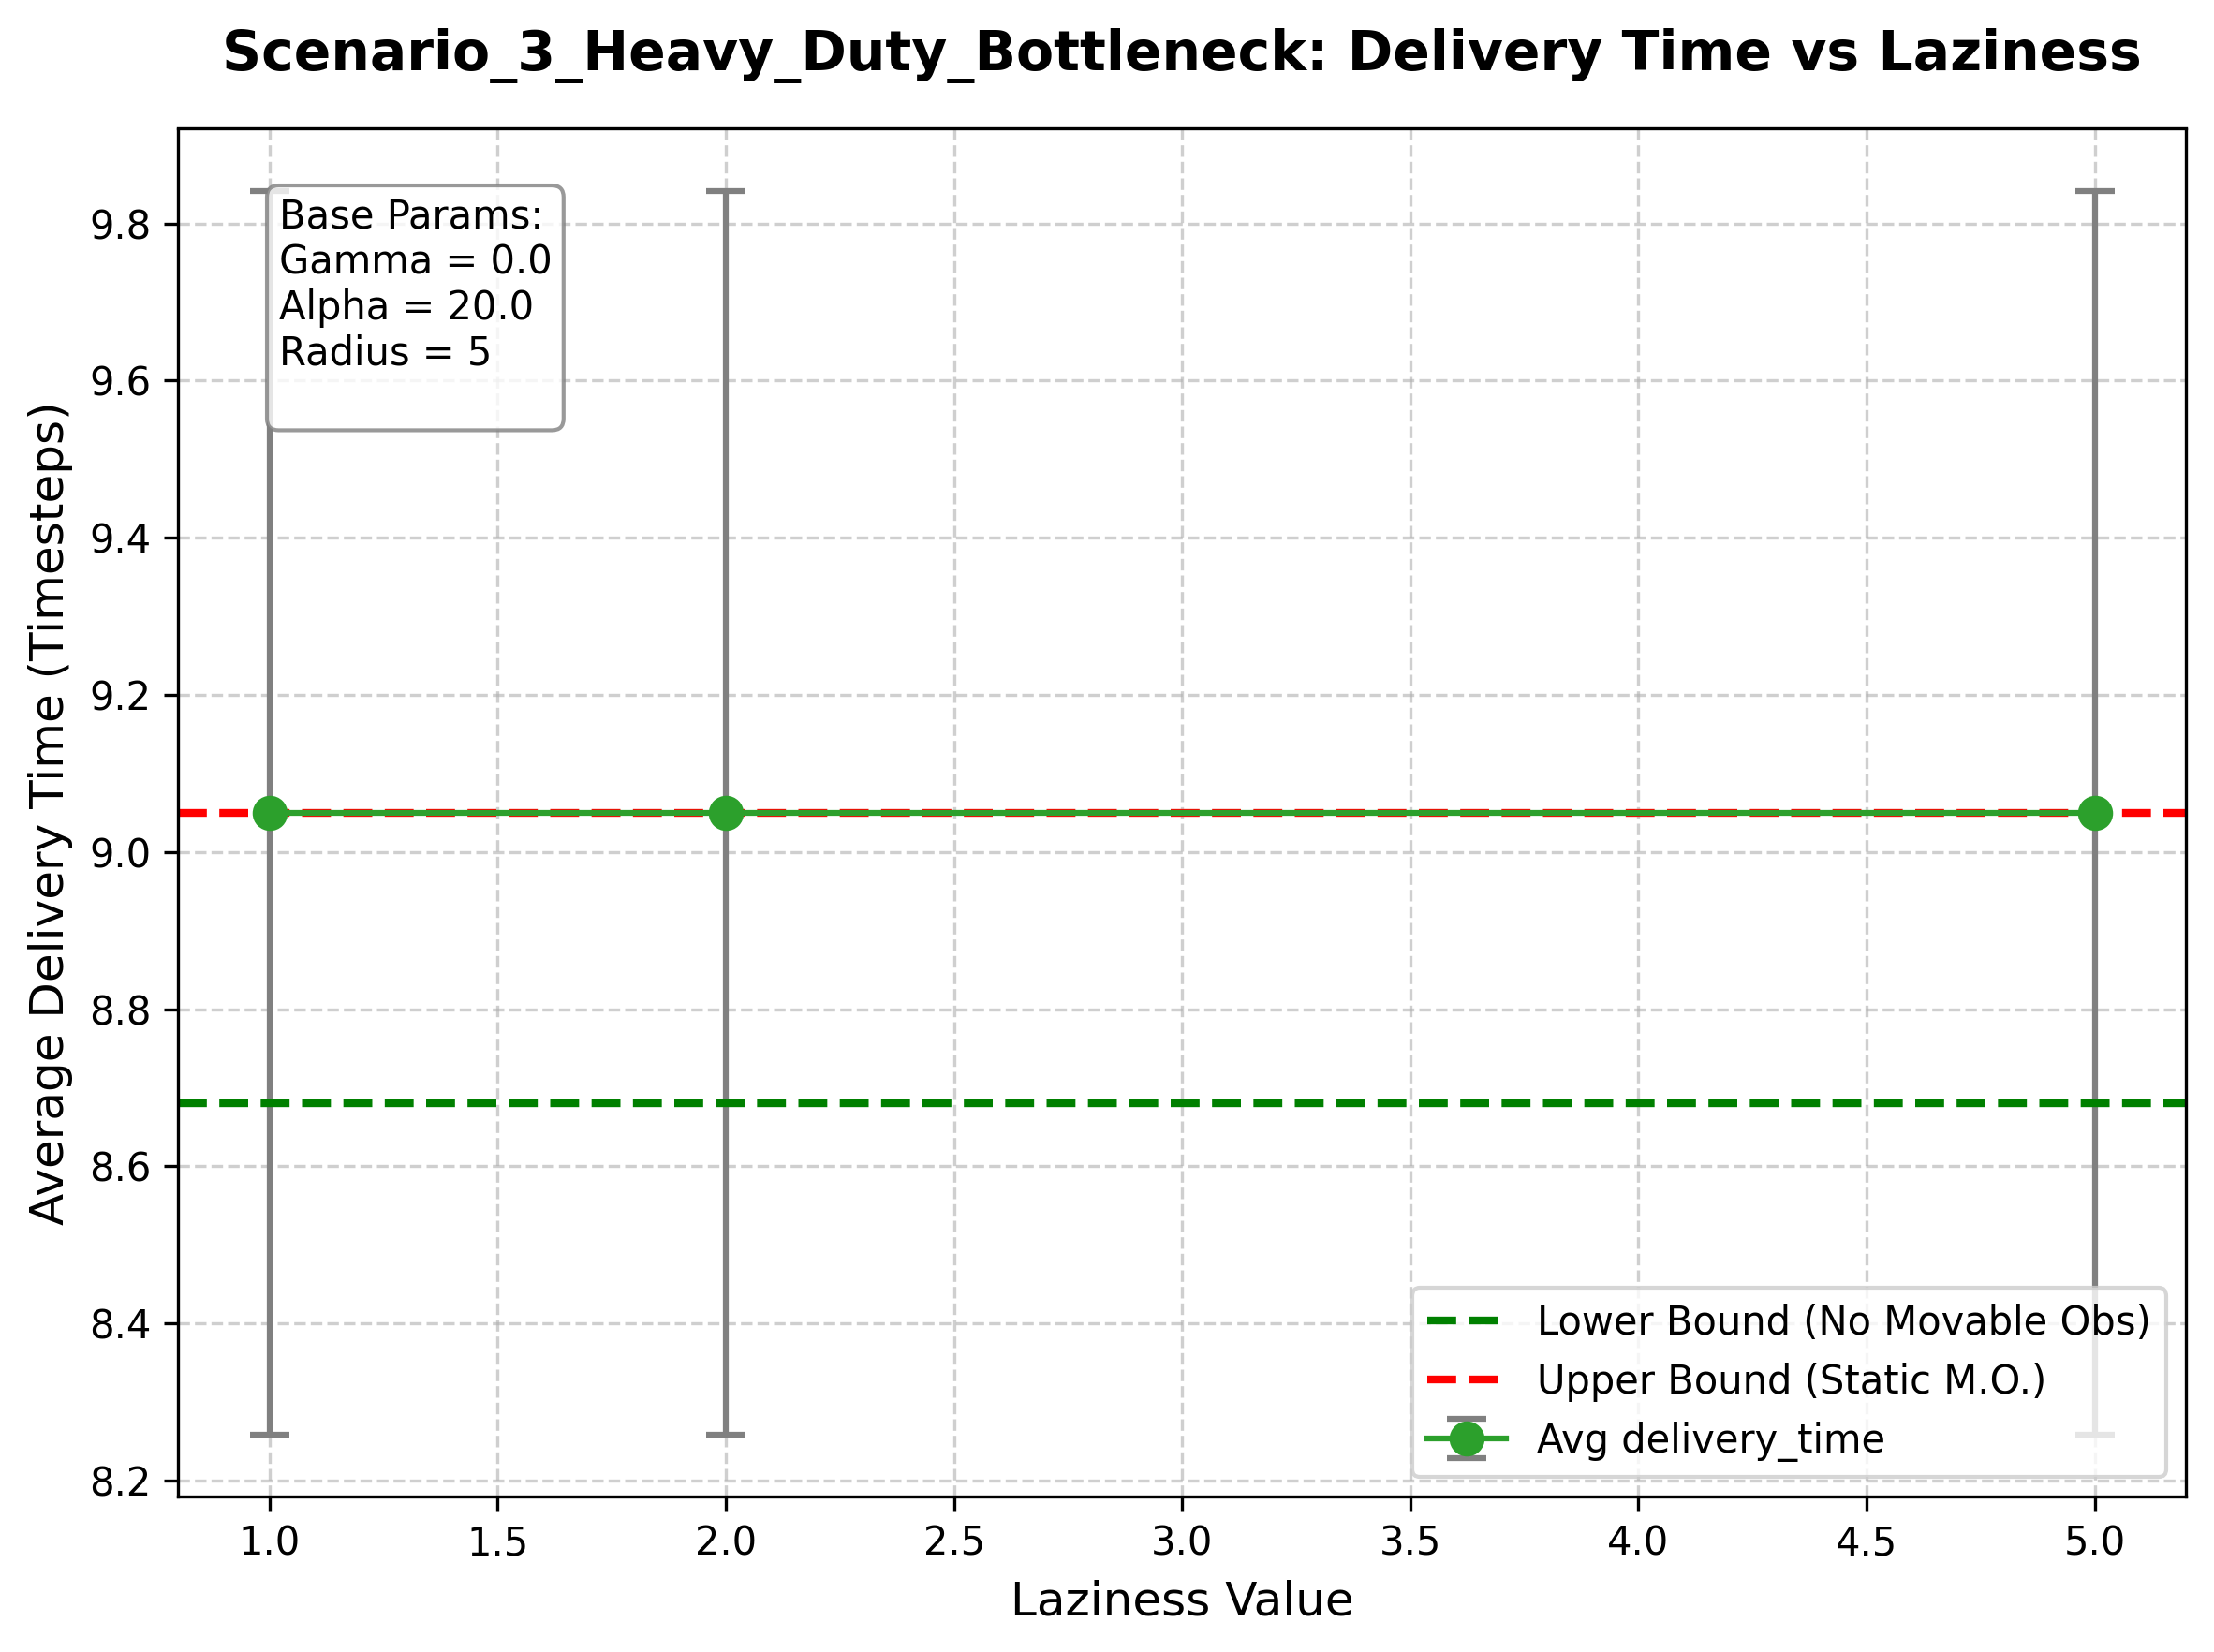 Scenario_3_Heavy_Duty_Bottleneck: Delivery Time vs Laziness
Average Delivery Time (Timesteps)
9.8
9.6
9.4
9.2
9.0
8.8
8.6
8.4
8.2
Base Params:
Gamma = 0.0
Alpha = 20.0
Radius = 5
Lower Bound (No Movable Obs)
Upper Bound (Static M.O.)
Avg delivery_time
1.0 1.5 2.0 2.5 3.0 3.5 4.0 4.5 5.0
Laziness Value